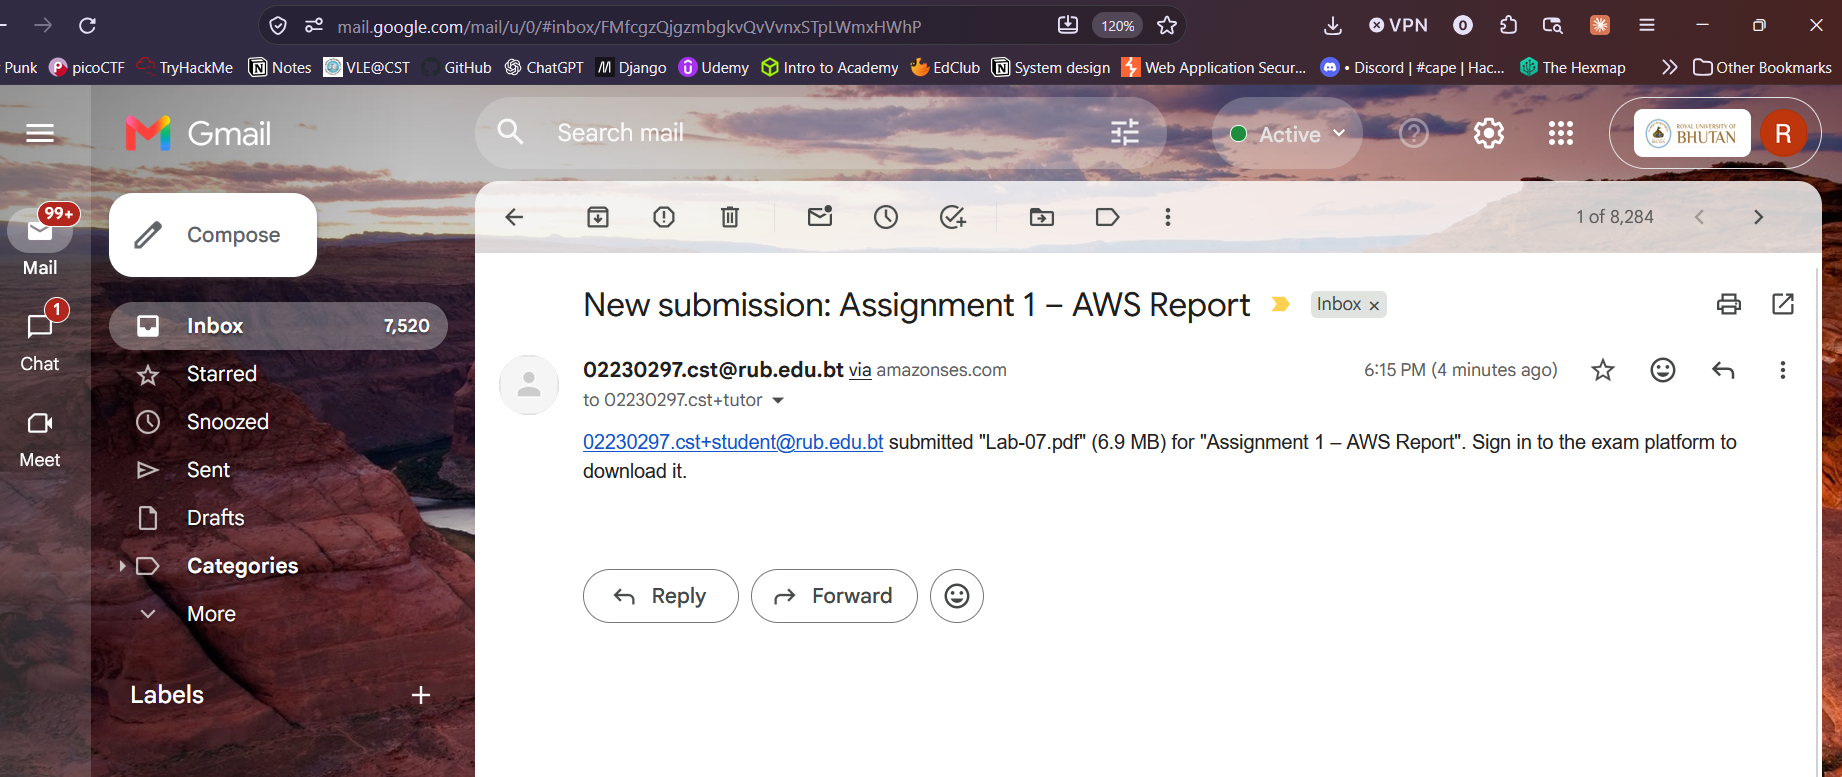 mail.google.com/mail/u/0/#inbox/FMfcgzQjgzmbgkvQvVvnxSTpLWmxHWhP
120%
VPN
Punk picoCTF TryHackMe Notes VLE@CST GitHub ChatGPT Django Udemy Intro to Academy EdClub System design Web Application Secur... • Discord | #cape | Hac... The Hexmap Other Bookmarks
Gmail
Search mail
Active
ROYAL UNIVERSITY OF
BHUTAN
R
99+
Mail
1
Chat
Meet
Compose
Inbox 7,520
Starred
Snoozed
Sent
Drafts
Categories
More
Labels
1 of 8,284
New submission: Assignment 1 – AWS Report
Inbox ×
02230297.cst@rub.edu.bt via amazonses.com
6:15 PM (4 minutes ago)
to 02230297.cst+tutor
02230297.cst+student@rub.edu.bt submitted "Lab-07.pdf" (6.9 MB) for "Assignment 1 – AWS Report". Sign in to the exam platform to
download it.
Reply
Forward